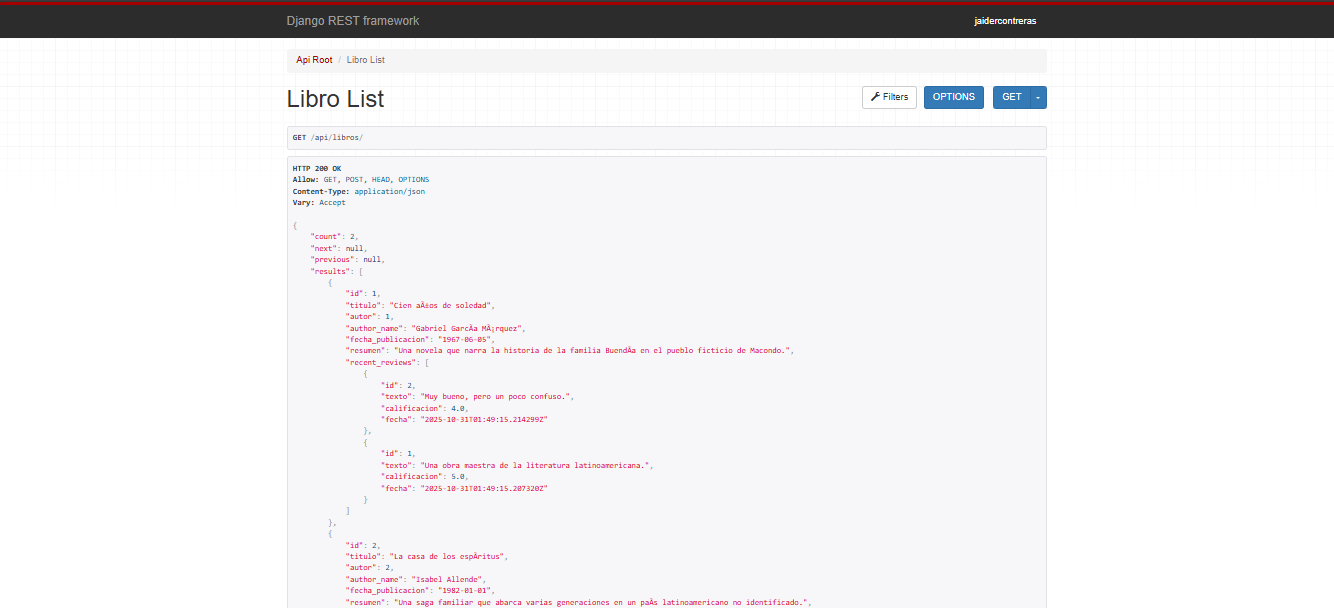 Django REST framework
jaidercontreras
Api Root / Libro List
Libro List
Filters
OPTIONS
GET
GET /api/libros/
HTTP 200 OK
Allow: GET, POST, HEAD, OPTIONS
Content-Type: application/json
Vary: Accept
{
"count": 2,
"next": null,
"previous": null,
"results": [
{
"id": 1,
"titulo": "Cien aÃ±os de soledad",
"autor": 1,
"author_name": "Gabriel GarcÃ­a MÃ¡rquez",
"fecha_publicacion": "1967-06-05",
"resumen": "Una novela que narra la historia de la familia BuendÃ­a en el pueblo ficticio de Macondo.",
"recent_reviews": [
{
"id": 2,
"texto": "Muy bueno, pero un poco confuso.",
"calificacion": 4.0,
"fecha": "2025-10-31T01:49:15.214299Z"
},
{
"id": 1,
"texto": "Una obra maestra de la literatura latinoamericana.",
"calificacion": 5.0,
"fecha": "2025-10-31T01:49:15.207320Z"
}
]
},
{
"id": 2,
"titulo": "La casa de los espÃ­ritus",
"autor": 2,
"author_name": "Isabel Allende",
"fecha_publicacion": "1982-01-01",
"resumen": "Una saga familiar que abarca varias generaciones en un paÃ­s latinoamericano no identificado.",